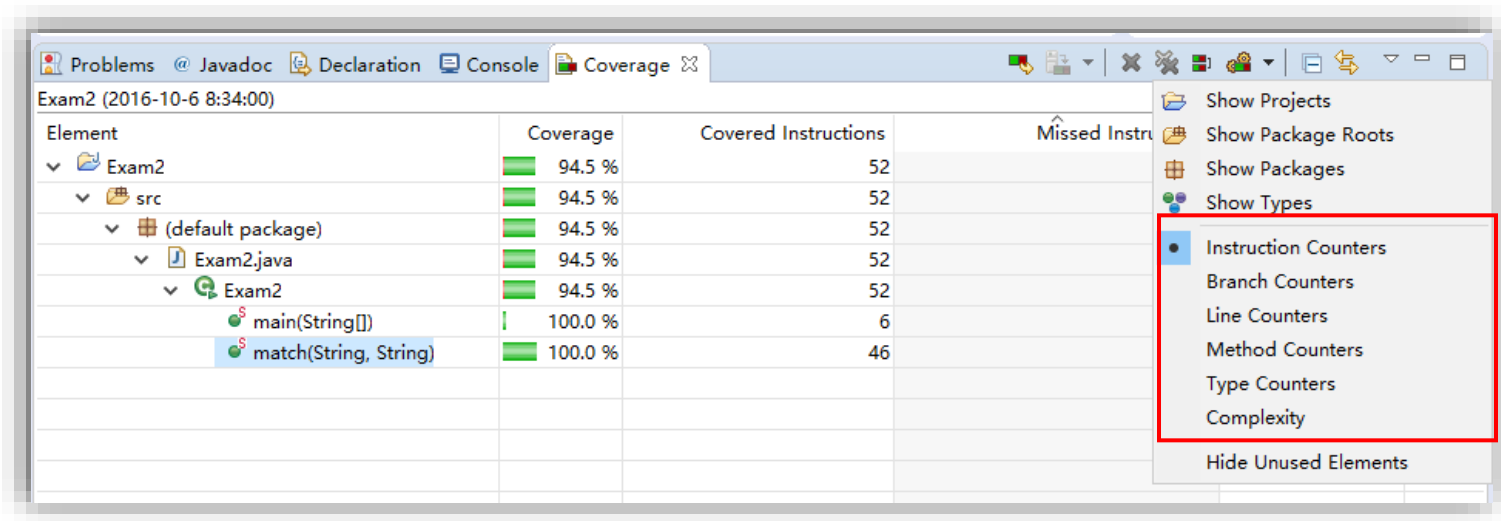 Problems @ Javadoc Declaration Console Coverage
Exam2 (2016-10-6 8:34:00)
Element Coverage Covered Instructions Missed Instru
Exam2 94.5 % 52
src 94.5 % 52
(default package) 94.5 % 52
Exam2.java 94.5 % 52
Exam2 94.5 % 52
main(String[]) 100.0 % 6
match(String, String) 100.0 % 46
Show Projects
Show Package Roots
Show Packages
Show Types
Instruction Counters
Branch Counters
Line Counters
Method Counters
Type Counters
Complexity
Hide Unused Elements